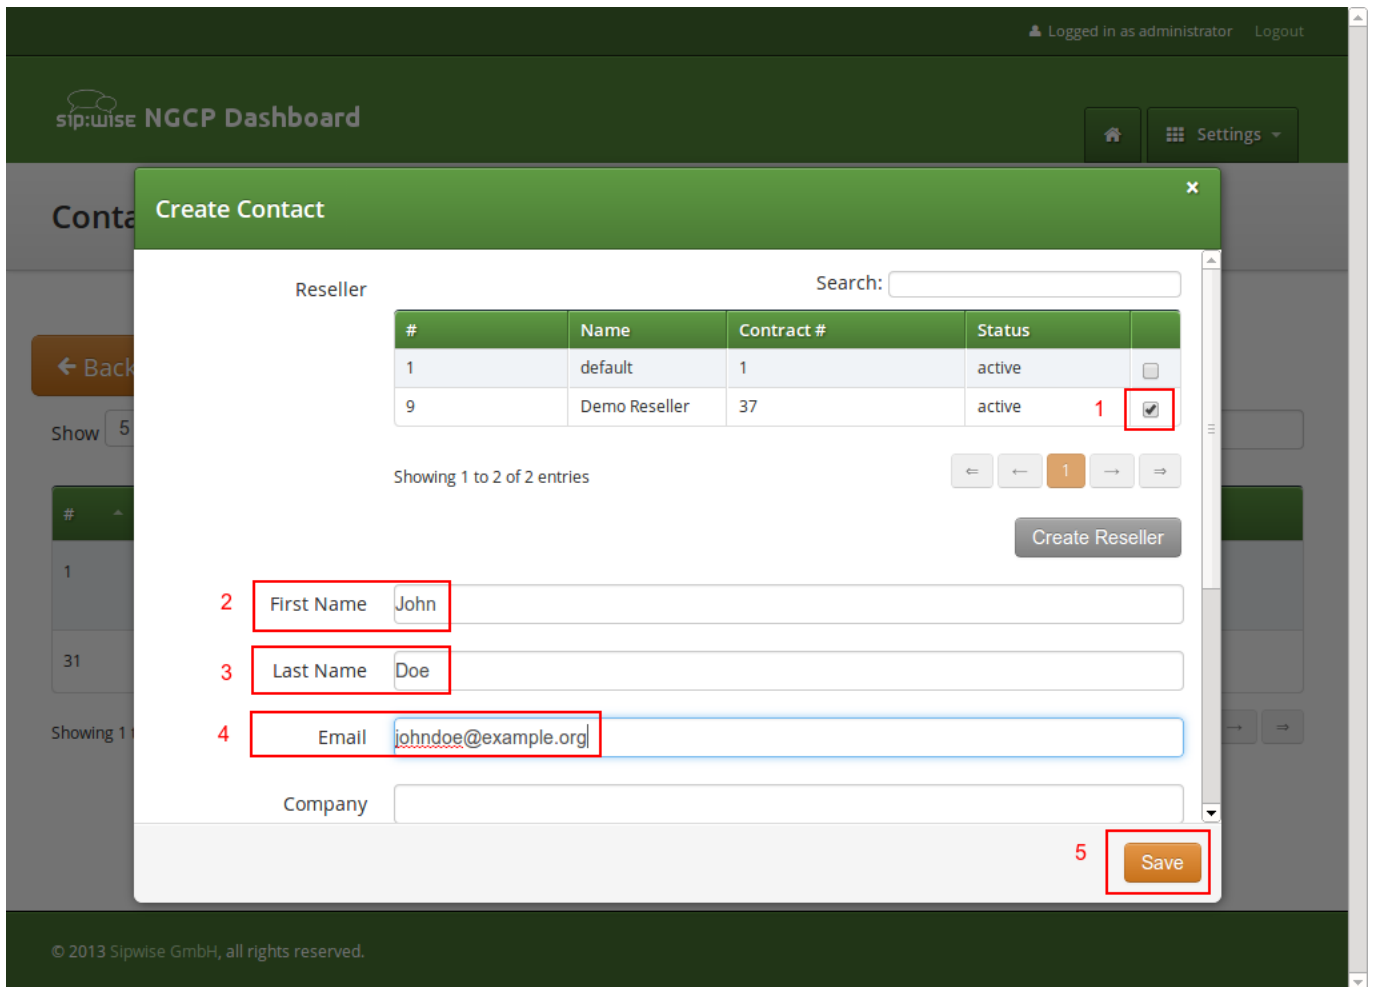 Logged in as administrator Logout
sip:wise NGCP Dashboard
Settings
Conta
Create Contact
×
Reseller
Search:
# Name Contract # Status
1 default 1 active
9 Demo Reseller 37 active
1
Back
Show 5
Showing 1 to 2 of 2 entries
⇐ ← 1 → ⇒
#
Create Reseller
1
2 First Name John
31
3 Last Name Doe
Showing 1 t
4 Email johndoe@example.org
→ ⇒
Company
5 Save
© 2013 Sipwise GmbH, all rights reserved.